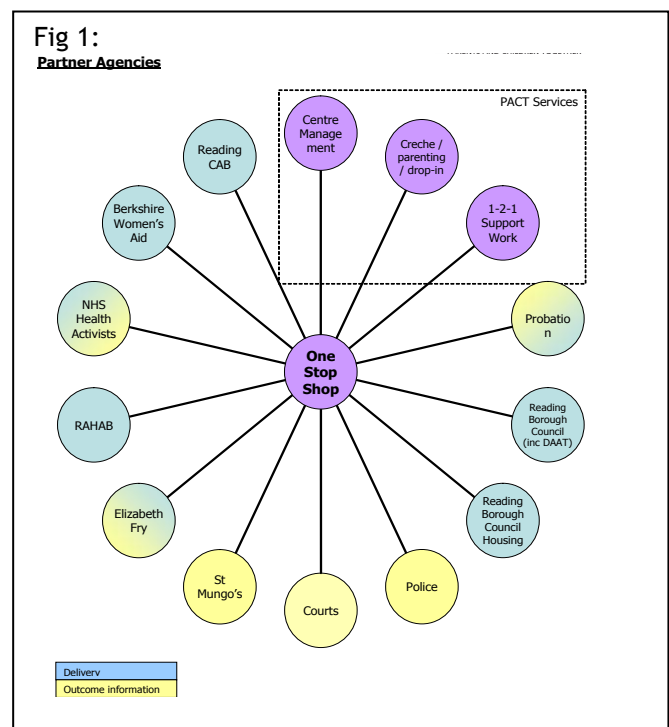 Fig 1:
Partner Agencies
PACT Services
Centre
Manage
ment
Creche /
parenting
/ drop-in
1-2-1
Support
Work
Reading
CAB
Berkshire
Women's
Aid
NHS
Health
Activists
Probatio
n
One
Stop
Shop
RAHAB
Reading
Borough
Council
(inc DAAT)
Elizabeth
Fry
Reading
Borough
Council
Housing
St
Mungo's
Courts
Police
Delivery
Outcome information